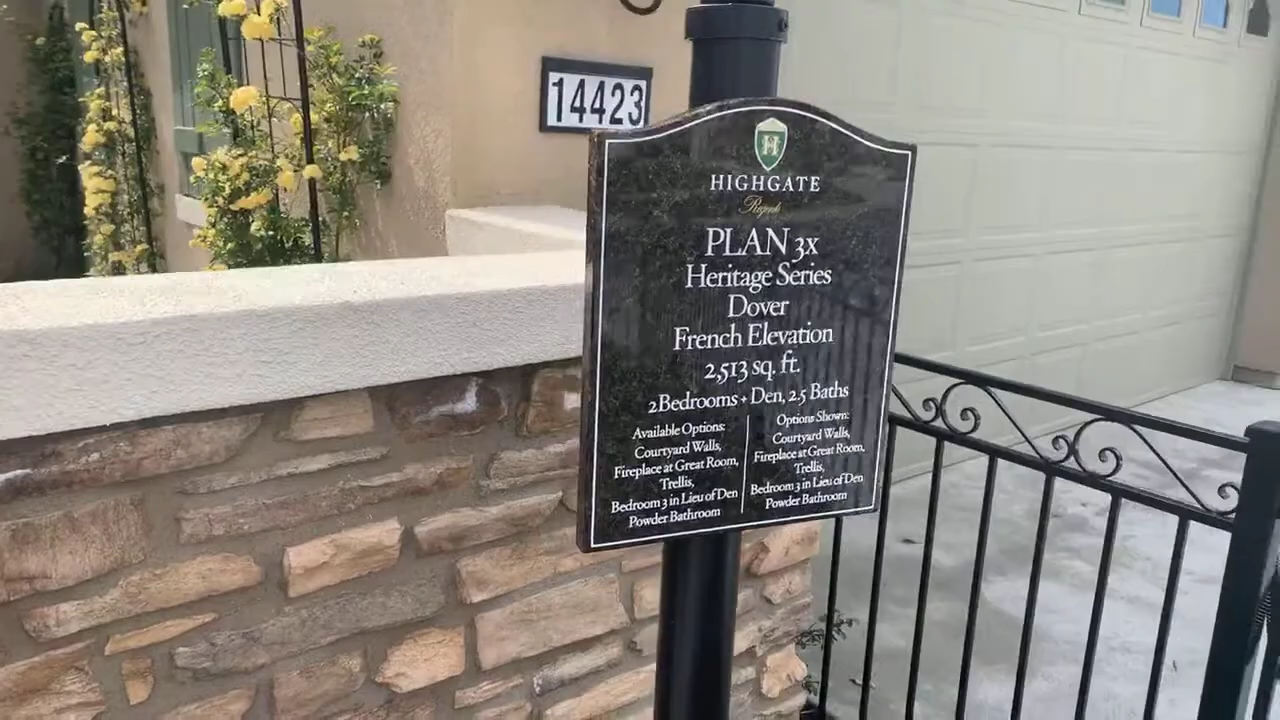 14423
H
HIGHGATE
Regents
PLAN 3x
Heritage Series
Dover
French Elevation
2,513 sq. ft.
2 Bedrooms + Den, 2.5 Baths
Available Options:
Courtyard Walls,
Fireplace at Great Room,
Trellis,
Bedroom 3 in Lieu of Den
Powder Bathroom
Options Shown:
Courtyard Walls,
Fireplace at Great Room,
Trellis,
Bedroom 3 in Lieu of Den
Powder Bathroom